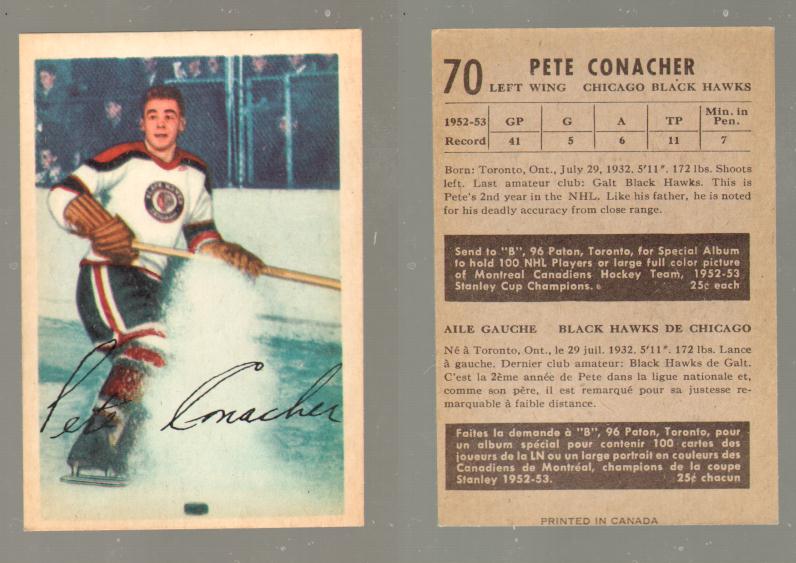 BLACK HAWKS
Pete Conacher
70 PETE CONACHER
LEFT WING CHICAGO BLACK HAWKS
1952-53 Record GP G A TP Min. in Pen.
41 5 6 11 7
Born: Toronto, Ont., July 29, 1932. 5'11". 172 lbs. Shoots
left. Last amateur club: Galt Black Hawks. This is
Pete's 2nd year in the NHL. Like his father, he is noted
for his deadly accuracy from close range.
Send to "B", 96 Paton, Toronto, for Special Album
to hold 100 NHL Players or large full color picture
of Montreal Canadiens Hockey Team, 1952-53
Stanley Cup Champions. 25¢ each
AILE GAUCHE BLACK HAWKS DE CHICAGO
Né à Toronto, Ont., le 29 juil. 1932. 5'11". 172 lbs. Lance
à gauche. Dernier club amateur: Black Hawks de Galt.
C'est la 2ème année de Pete dans la ligue nationale et,
comme son père, il est remarqué pour sa justesse re-
marquable à faible distance.
Faites la demande à "B", 96 Paton, Toronto, pour
un album spécial pour contenir 100 cartes des
joueurs de la LN ou un large portrait en couleurs des
Canadiens de Montréal, champions de la coupe
Stanley 1952-53. 25¢ chacun
PRINTED IN CANADA